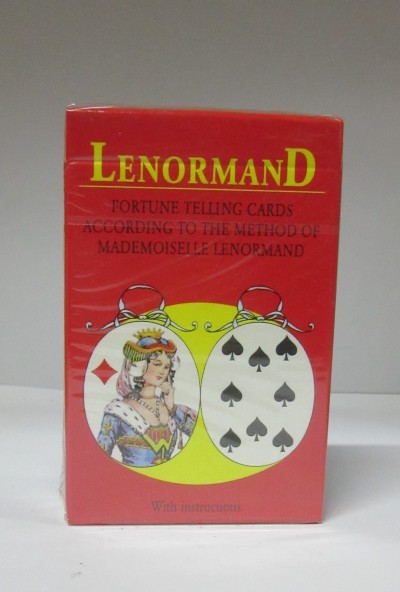 LENORMAND
FORTUNE TELLING CARDS
ACCORDING TO THE METHOD OF
MADEMOISELLE LENORMAND
With instructions